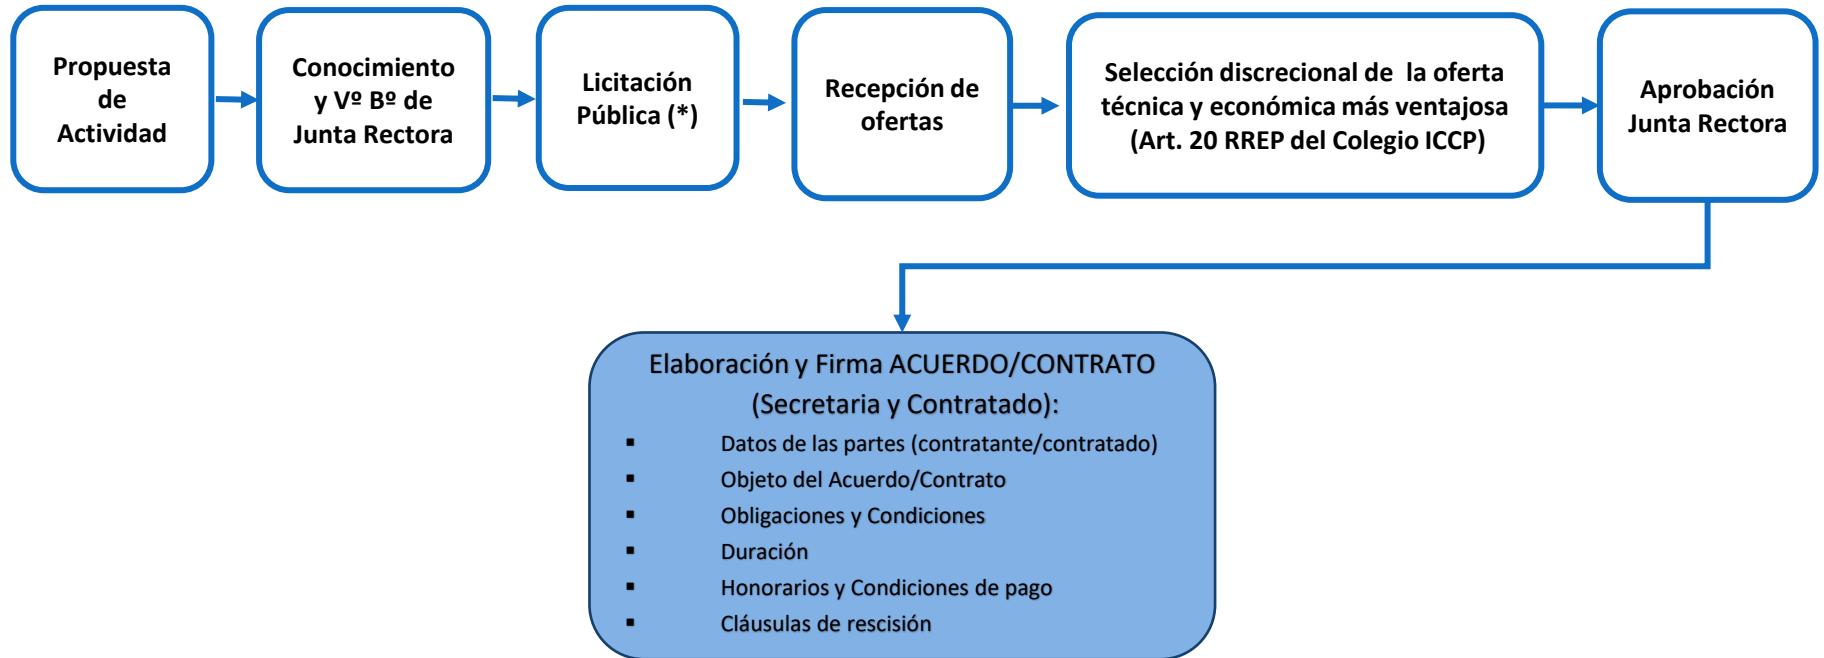 Propuesta
de
Actividad
Conocimiento
y Vº Bº de
Junta Rectora
Licitación
Pública (*)
Recepción de
ofertas
Selección discrecional de la oferta
técnica y económica más ventajosa
(Art. 20 RREP del Colegio ICCP)
Aprobación
Junta Rectora
Elaboración y Firma ACUERDO/CONTRATO
(Secretaria y Contratado):
▪ Datos de las partes (contratante/contratado)
▪ Objeto del Acuerdo/Contrato
▪ Obligaciones y Condiciones
▪ Duración
▪ Honorarios y Condiciones de pago
▪ Cláusulas de rescisión